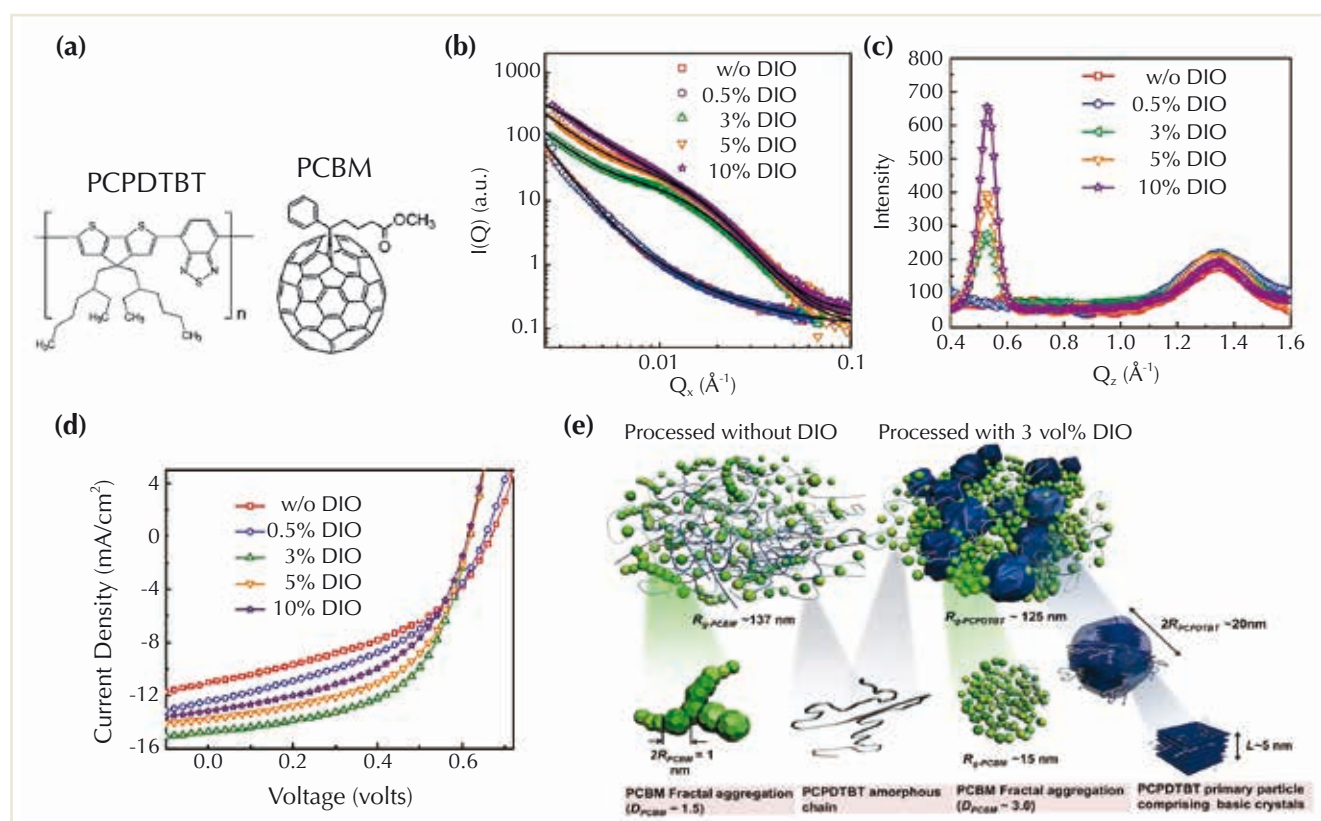 (a)
PCPDTBT
PCBM
S
S
N
N
S
H₃C
H₃C
CH₃
CH₃
n
OCH₃
O
(b)
1000
100
10
1
0.1
I(Q) (a.u.)
w/o DIO
0.5% DIO
3% DIO
5% DIO
10% DIO
0.01
0.1
Qx (Å-1)
(c)
800
700
600
500
400
300
200
100
0
Intensity
w/o DIO
0.5% DIO
3% DIO
5% DIO
10% DIO
0.4 0.6 0.8 1.0 1.2 1.4 1.6
Qz (Å-1)
(d)
4
0
-4
-8
-12
-16
Current Density (mA/cm²)
w/o DIO
0.5% DIO
3% DIO
5% DIO
10% DIO
0.0 0.2 0.4 0.6
Voltage (volts)
(e)
Processed without DIO
Processed with 3 vol% DIO
Rg-PCBM ~137 nm
Rg-PCPDTBT ~ 125 nm
2RPCPDTBT ~20nm
2RPCBM = 1
nm
Rg-PCBM ~15 nm
L~5 nm
PCBM Fractal aggregation
(DPCBM ~ 1.5)
PCPDTBT amorphous
chain
PCBM Fractal aggregation
(DPCBM ~ 3.0)
PCPDTBT primary particle
comprising basic crystals